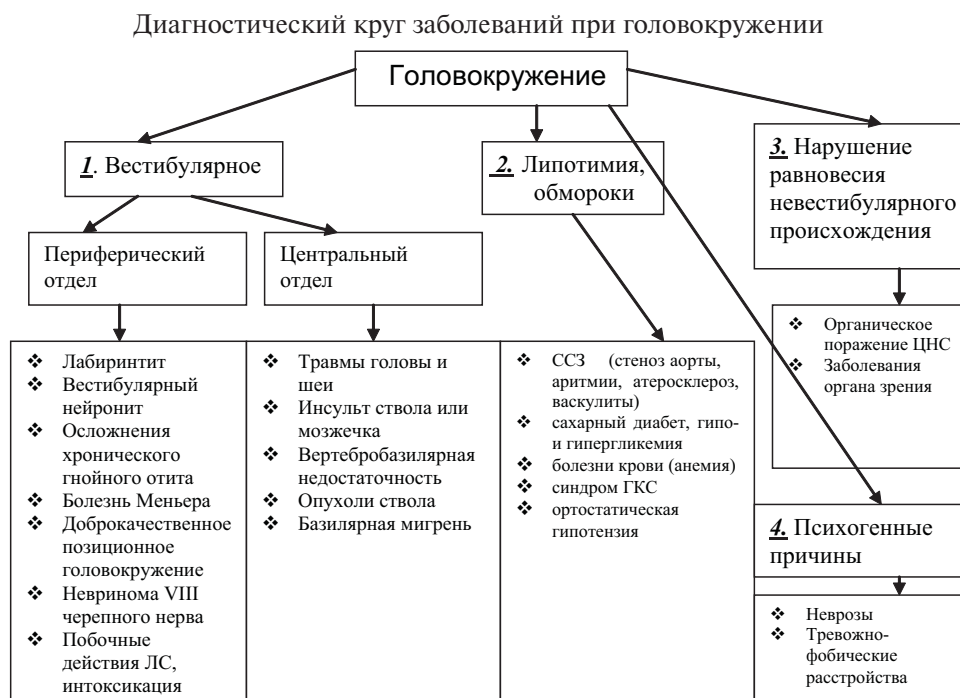 Диагностический круг заболеваний при головокружении
Головокружение
1. Вестибулярное
2. Липотимия,
обмороки
3. Нарушение
равновесия
невестибулярного
происхождения
Периферический
отдел
Центральный
отдел
❖ Лабиринтит
❖ Вестибулярный
нейронит
❖ Осложнения
хронического
гнойного отита
❖ Болезнь Меньера
❖ Доброкачественное
позиционное
головокружение
❖ Невринома VIII
черепного нерва
❖ Побочные
действия ЛС,
интоксикация
❖ Травмы головы и
шеи
❖ Инсульт ствола или
мозжечка
❖ Вертебробазилярная
недостаточность
❖ Опухоли ствола
❖ Базилярная мигрень
❖ ССЗ (стеноз аорты,
аритмии, атеросклероз,
васкулиты)
❖ сахарный диабет, гипо-
и гипергликемия
❖ болезни крови (анемия)
❖ синдром ГКС
❖ ортостатическая
гипотензия
❖ Органическое
поражение ЦНС
❖ Заболевания
органа зрения
4. Психогенные
причины
❖ Неврозы
❖ Тревожно-
фобические
расстройства